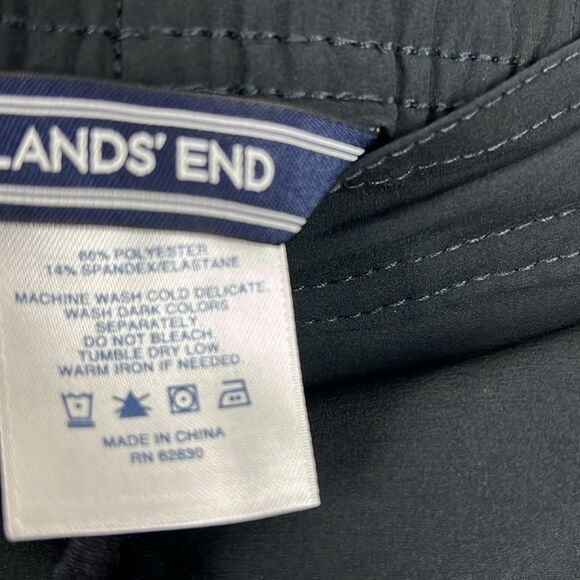 LANDS' END
86% POLYESTER
14% SPANDEX/ELASTANE
MACHINE WASH COLD DELICATE.
WASH DARK COLORS
SEPARATELY
DO NOT BLEACH
TUMBLE DRY LOW
WARM IRON IF NEEDED.
MADE IN CHINA
RN 62830